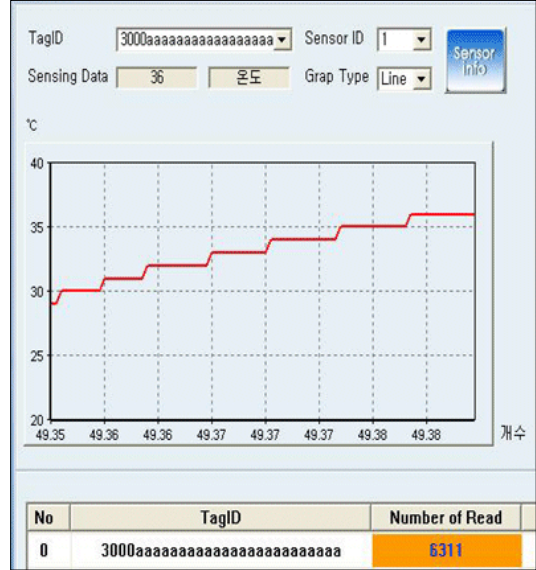 TagID 3000aaaaaaaaaaaaaaaaa Sensor ID 1
Sensor Info
Sensing Data 36 온도 Grap Type Line
℃
40
35
30
25
20
49.35 49.36 49.36 49.37 49.37 49.37 49.38 49.38 개수
No TagID Number of Read
0 3000aaaaaaaaaaaaaaaaaaaaaaaa 6311